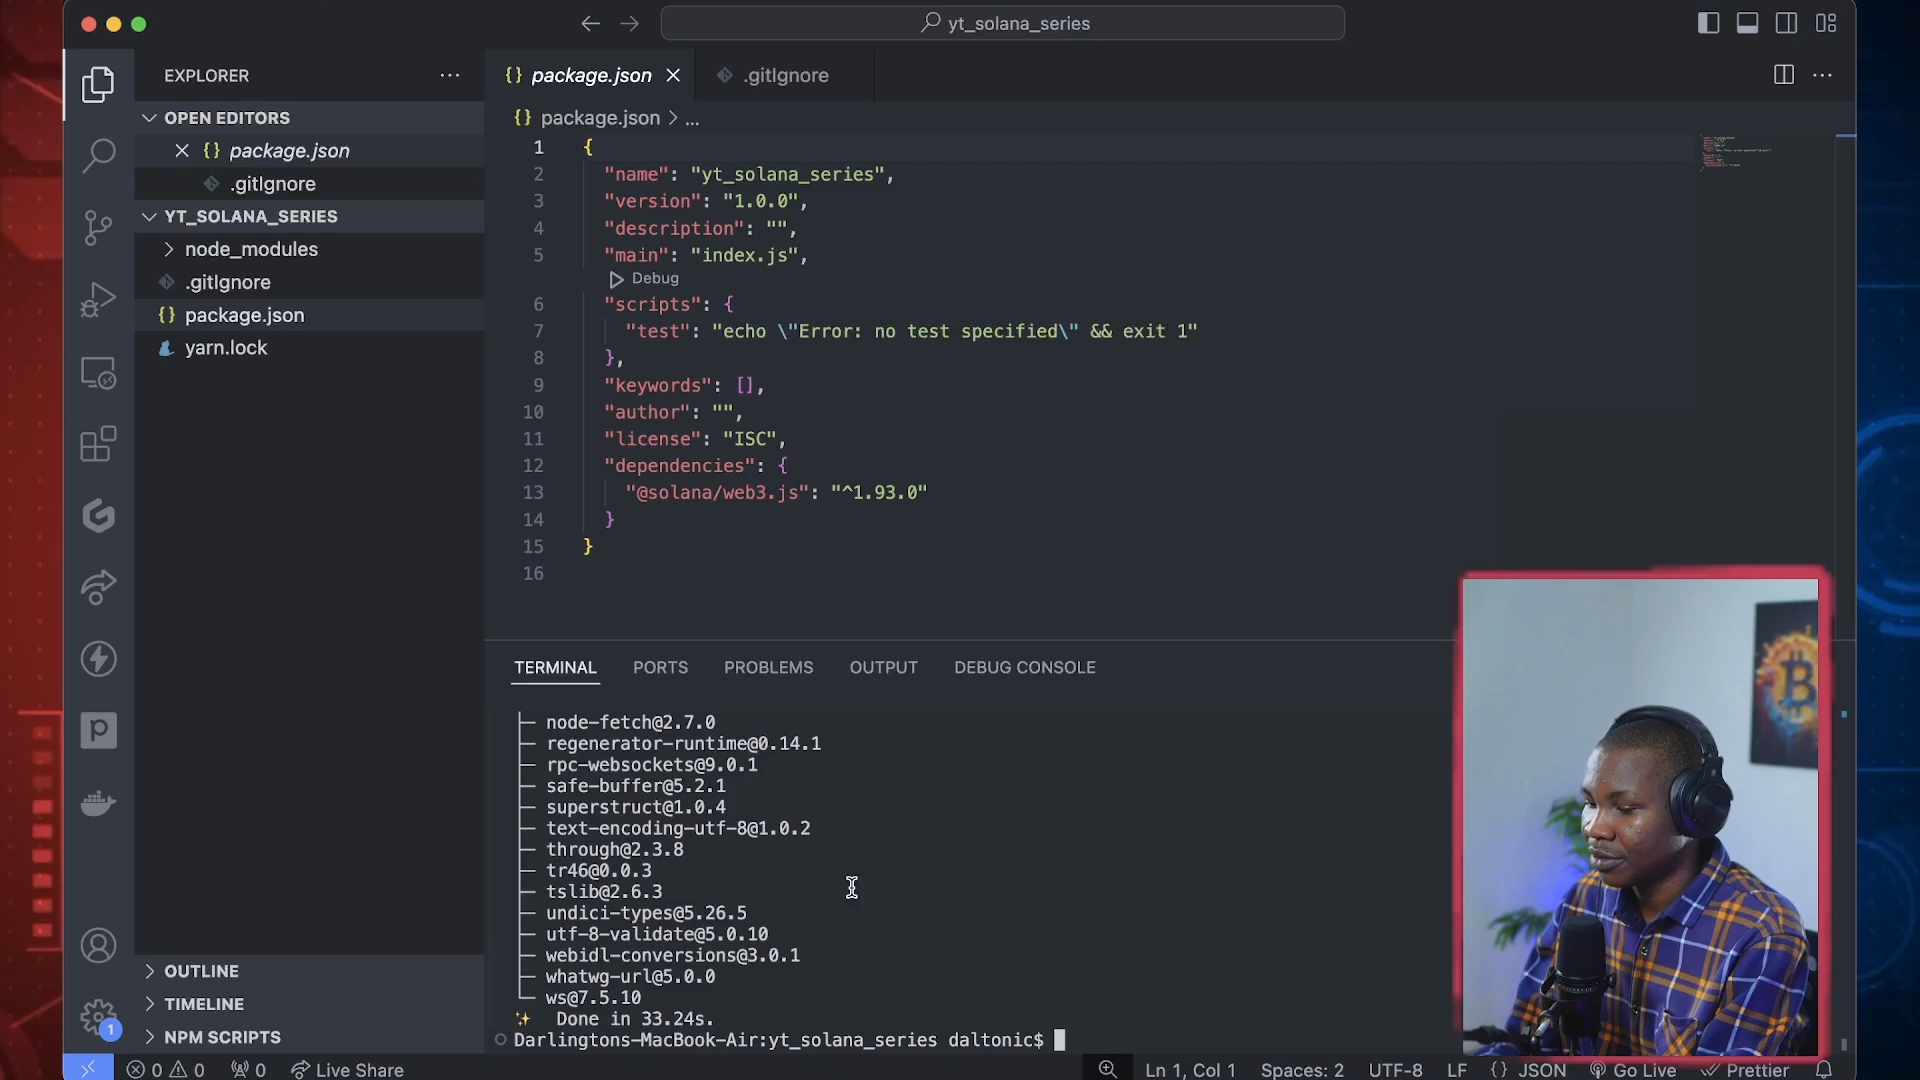 yt_solana_series
EXPLORER
OPEN EDITORS
package.json
.gitIgnore
YT_SOLANA_SERIES
node_modules
.gitIgnore
package.json
yarn.lock
OUTLINE
TIMELINE
NPM SCRIPTS
package.json
.gitIgnore
{} package.json > ...
1 {
2 "name": "yt_solana_series",
3 "version": "1.0.0",
4 "description": "",
5 "main": "index.js",
Debug
6 "scripts": {
7 "test": "echo \"Error: no test specified\" && exit 1"
8 },
9 "keywords": [],
10 "author": "",
11 "license": "ISC",
12 "dependencies": {
13 "@solana/web3.js": "^1.93.0"
14 }
15 }
16
TERMINAL PORTS PROBLEMS OUTPUT DEBUG CONSOLE
├─ node-fetch@2.7.0
├─ regenerator-runtime@0.14.1
├─ rpc-websockets@9.0.1
├─ safe-buffer@5.2.1
├─ superstruct@1.0.4
├─ text-encoding-utf-8@1.0.2
├─ through@2.3.8
├─ tr46@0.0.3
├─ tslib@2.6.3
├─ undici-types@5.26.5
├─ utf-8-validate@5.0.10
├─ webidl-conversions@3.0.1
├─ whatwg-url@5.0.0
└─ ws@7.5.10
✨ Done in 33.24s.
Darlingtons-MacBook-Air:yt_solana_series daltonic$
1
0 0 0 Live Share Ln 1, Col 1 Spaces: 2 UTF-8 LF {} JSON Go Live Prettier